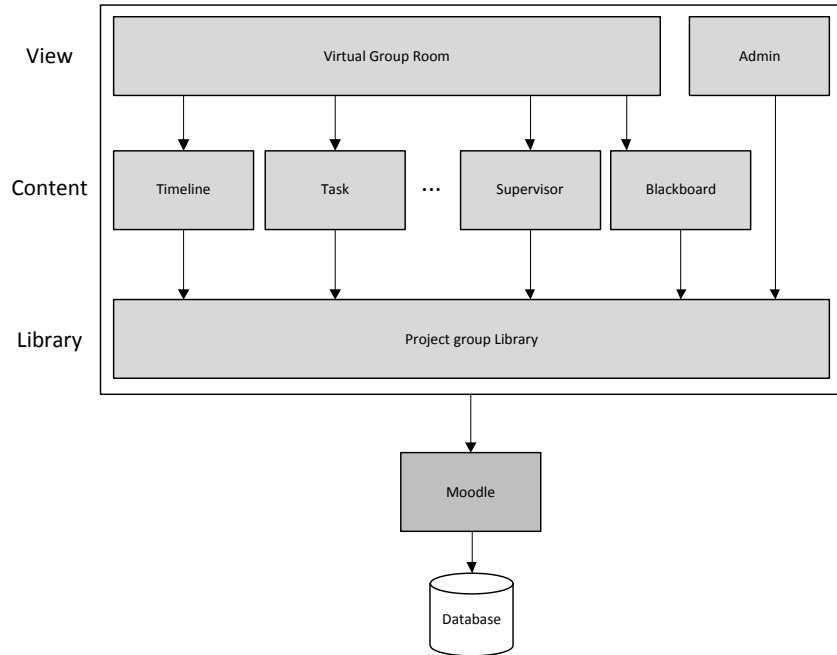 View
Virtual Group Room
Admin
Content
Timeline
Task
...
Supervisor
Blackboard
Library
Project group Library
Moodle
Database